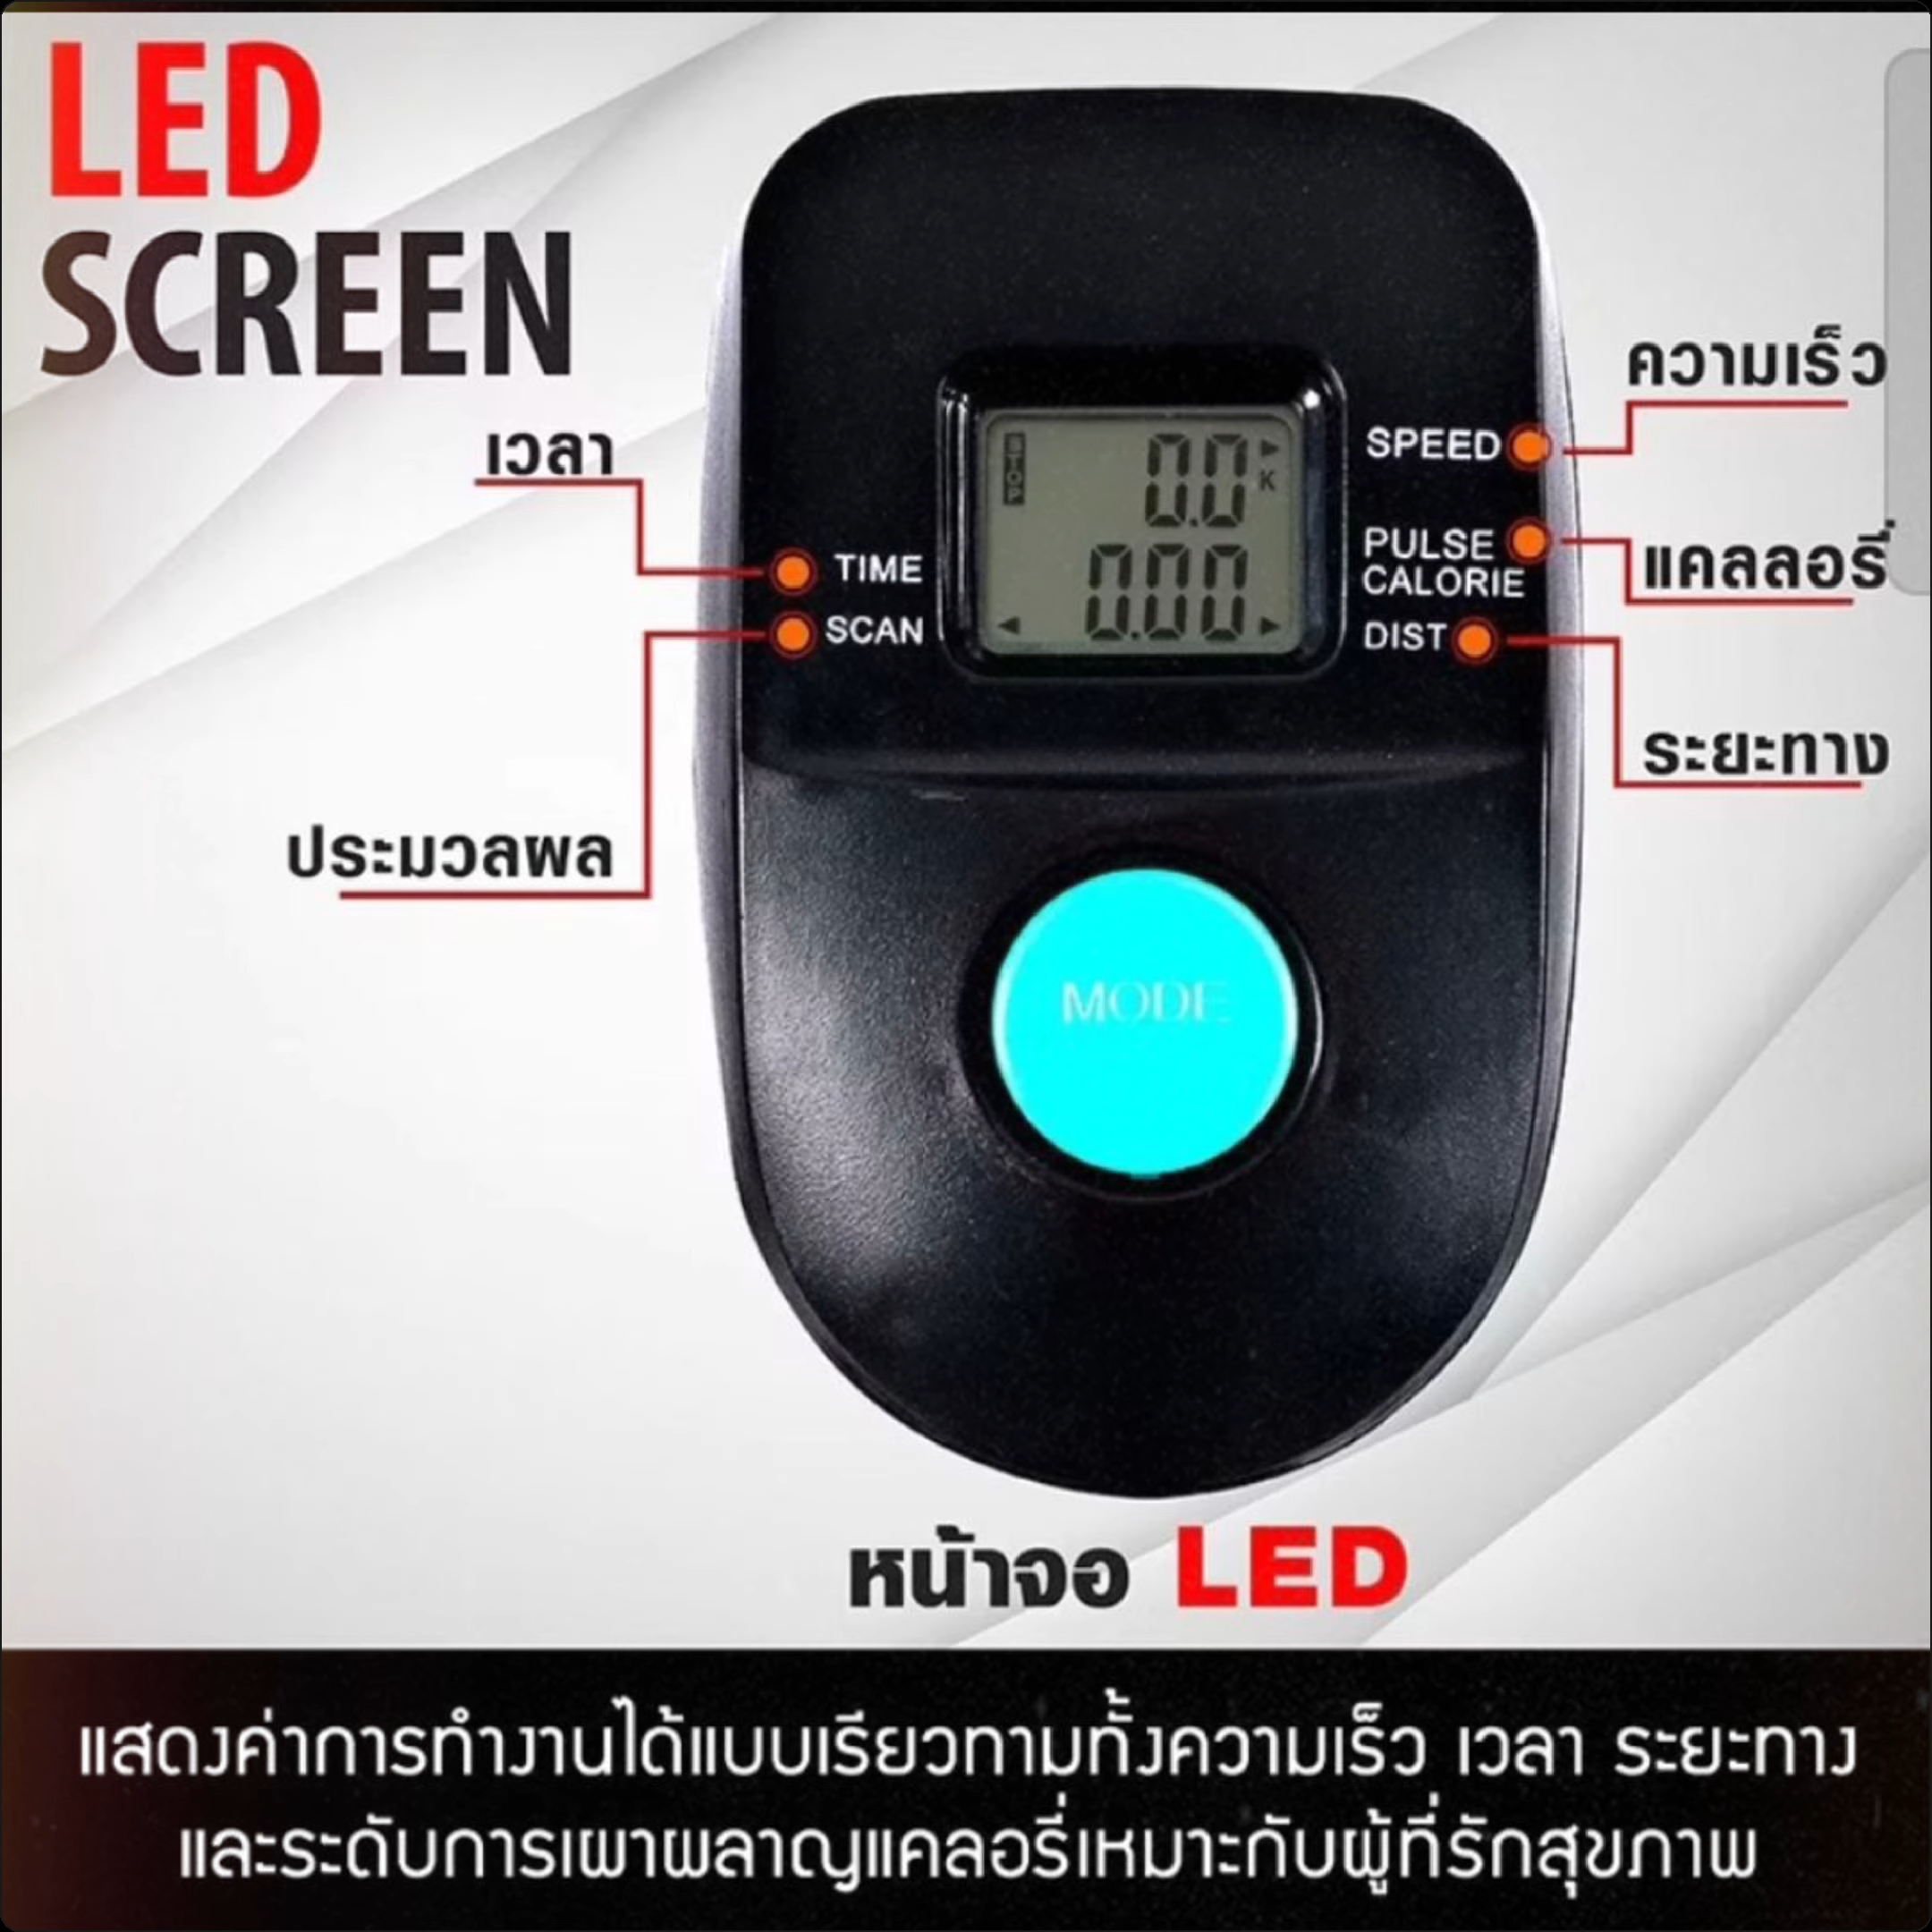 LED
SCREEN
ความเร็ว
เวลา
STOP
0.0
K
SPEED
0.00
PULSE
CALORIE
แคลลอรี่
TIME
SCAN
DIST
ระยะทาง
ประมวลผล
MODE
หน้าจอ LED
แสดงค่าการทำงานได้แบบเรียวทามทั้งความเร็ว เวลา ระยะทาง
และระดับการเผาผลาญแคลอรี่เหมาะกับผู้ที่รักสุขภาพ